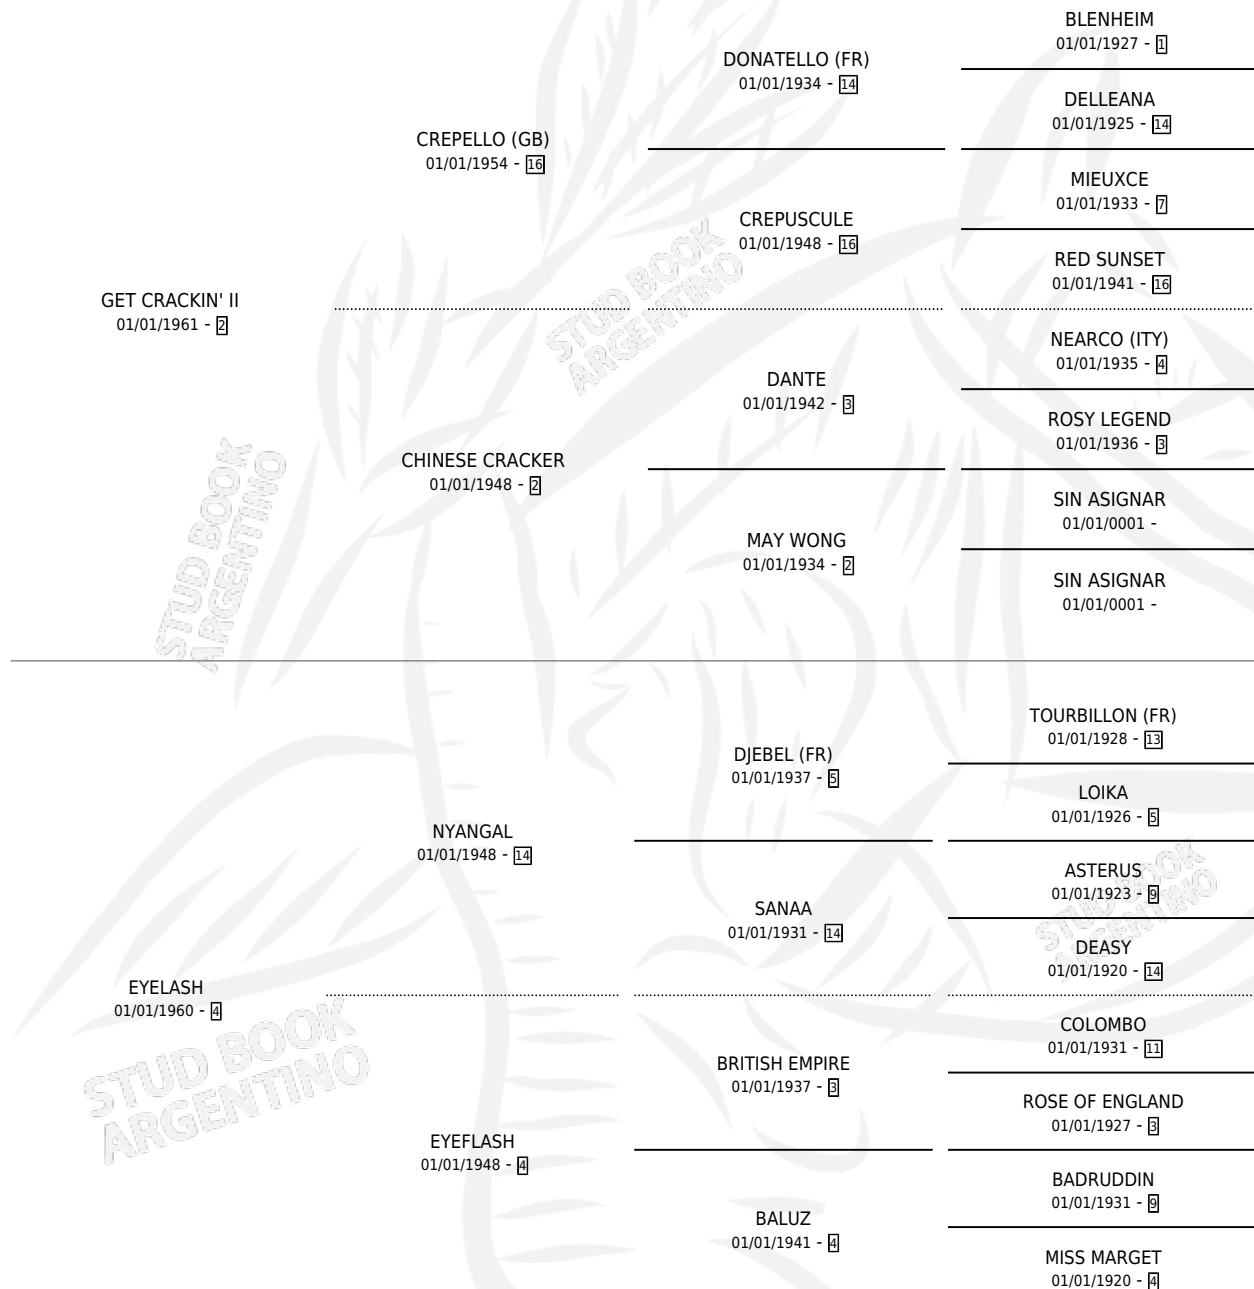 BLENHEIM
01/01/1927 - 1
DONATELLO (FR)
01/01/1934 - 14
DELLEANA
01/01/1925 - 14
CREPELLO (GB)
01/01/1954 - 16
MIEUXCE
01/01/1933 - 7
CREPUSCULE
01/01/1948 - 16
RED SUNSET
01/01/1941 - 16
GET CRACKIN' II
01/01/1961 - 2
NEARCO (ITY)
01/01/1935 - 4
DANTE
01/01/1942 - 3
ROSY LEGEND
01/01/1936 - 3
CHINESE CRACKER
01/01/1948 - 2
SIN ASIGNAR
01/01/0001 -
MAY WONG
01/01/1934 - 2
SIN ASIGNAR
01/01/0001 -
STUD BOOK
ARGENTINO
STUD BOOK
ARGENTINO
TOURBILLON (FR)
01/01/1928 - 13
DJEBEL (FR)
01/01/1937 - 5
LOIKA
01/01/1926 - 5
NYANGAL
01/01/1948 - 14
ASTERUS
01/01/1923 - 9
SANAA
01/01/1931 - 14
DEASY
01/01/1920 - 14
EYELASH
01/01/1960 - 4
COLOMBO
01/01/1931 - 11
BRITISH EMPIRE
01/01/1937 - 3
ROSE OF ENGLAND
01/01/1927 - 3
EYEFLASH
01/01/1948 - 4
BADRUDDIN
01/01/1931 - 9
BALUZ
01/01/1941 - 4
MISS MARGET
01/01/1920 - 4
STUD BOOK
ARGENTINO
STUD BOOK
ARGENTINO